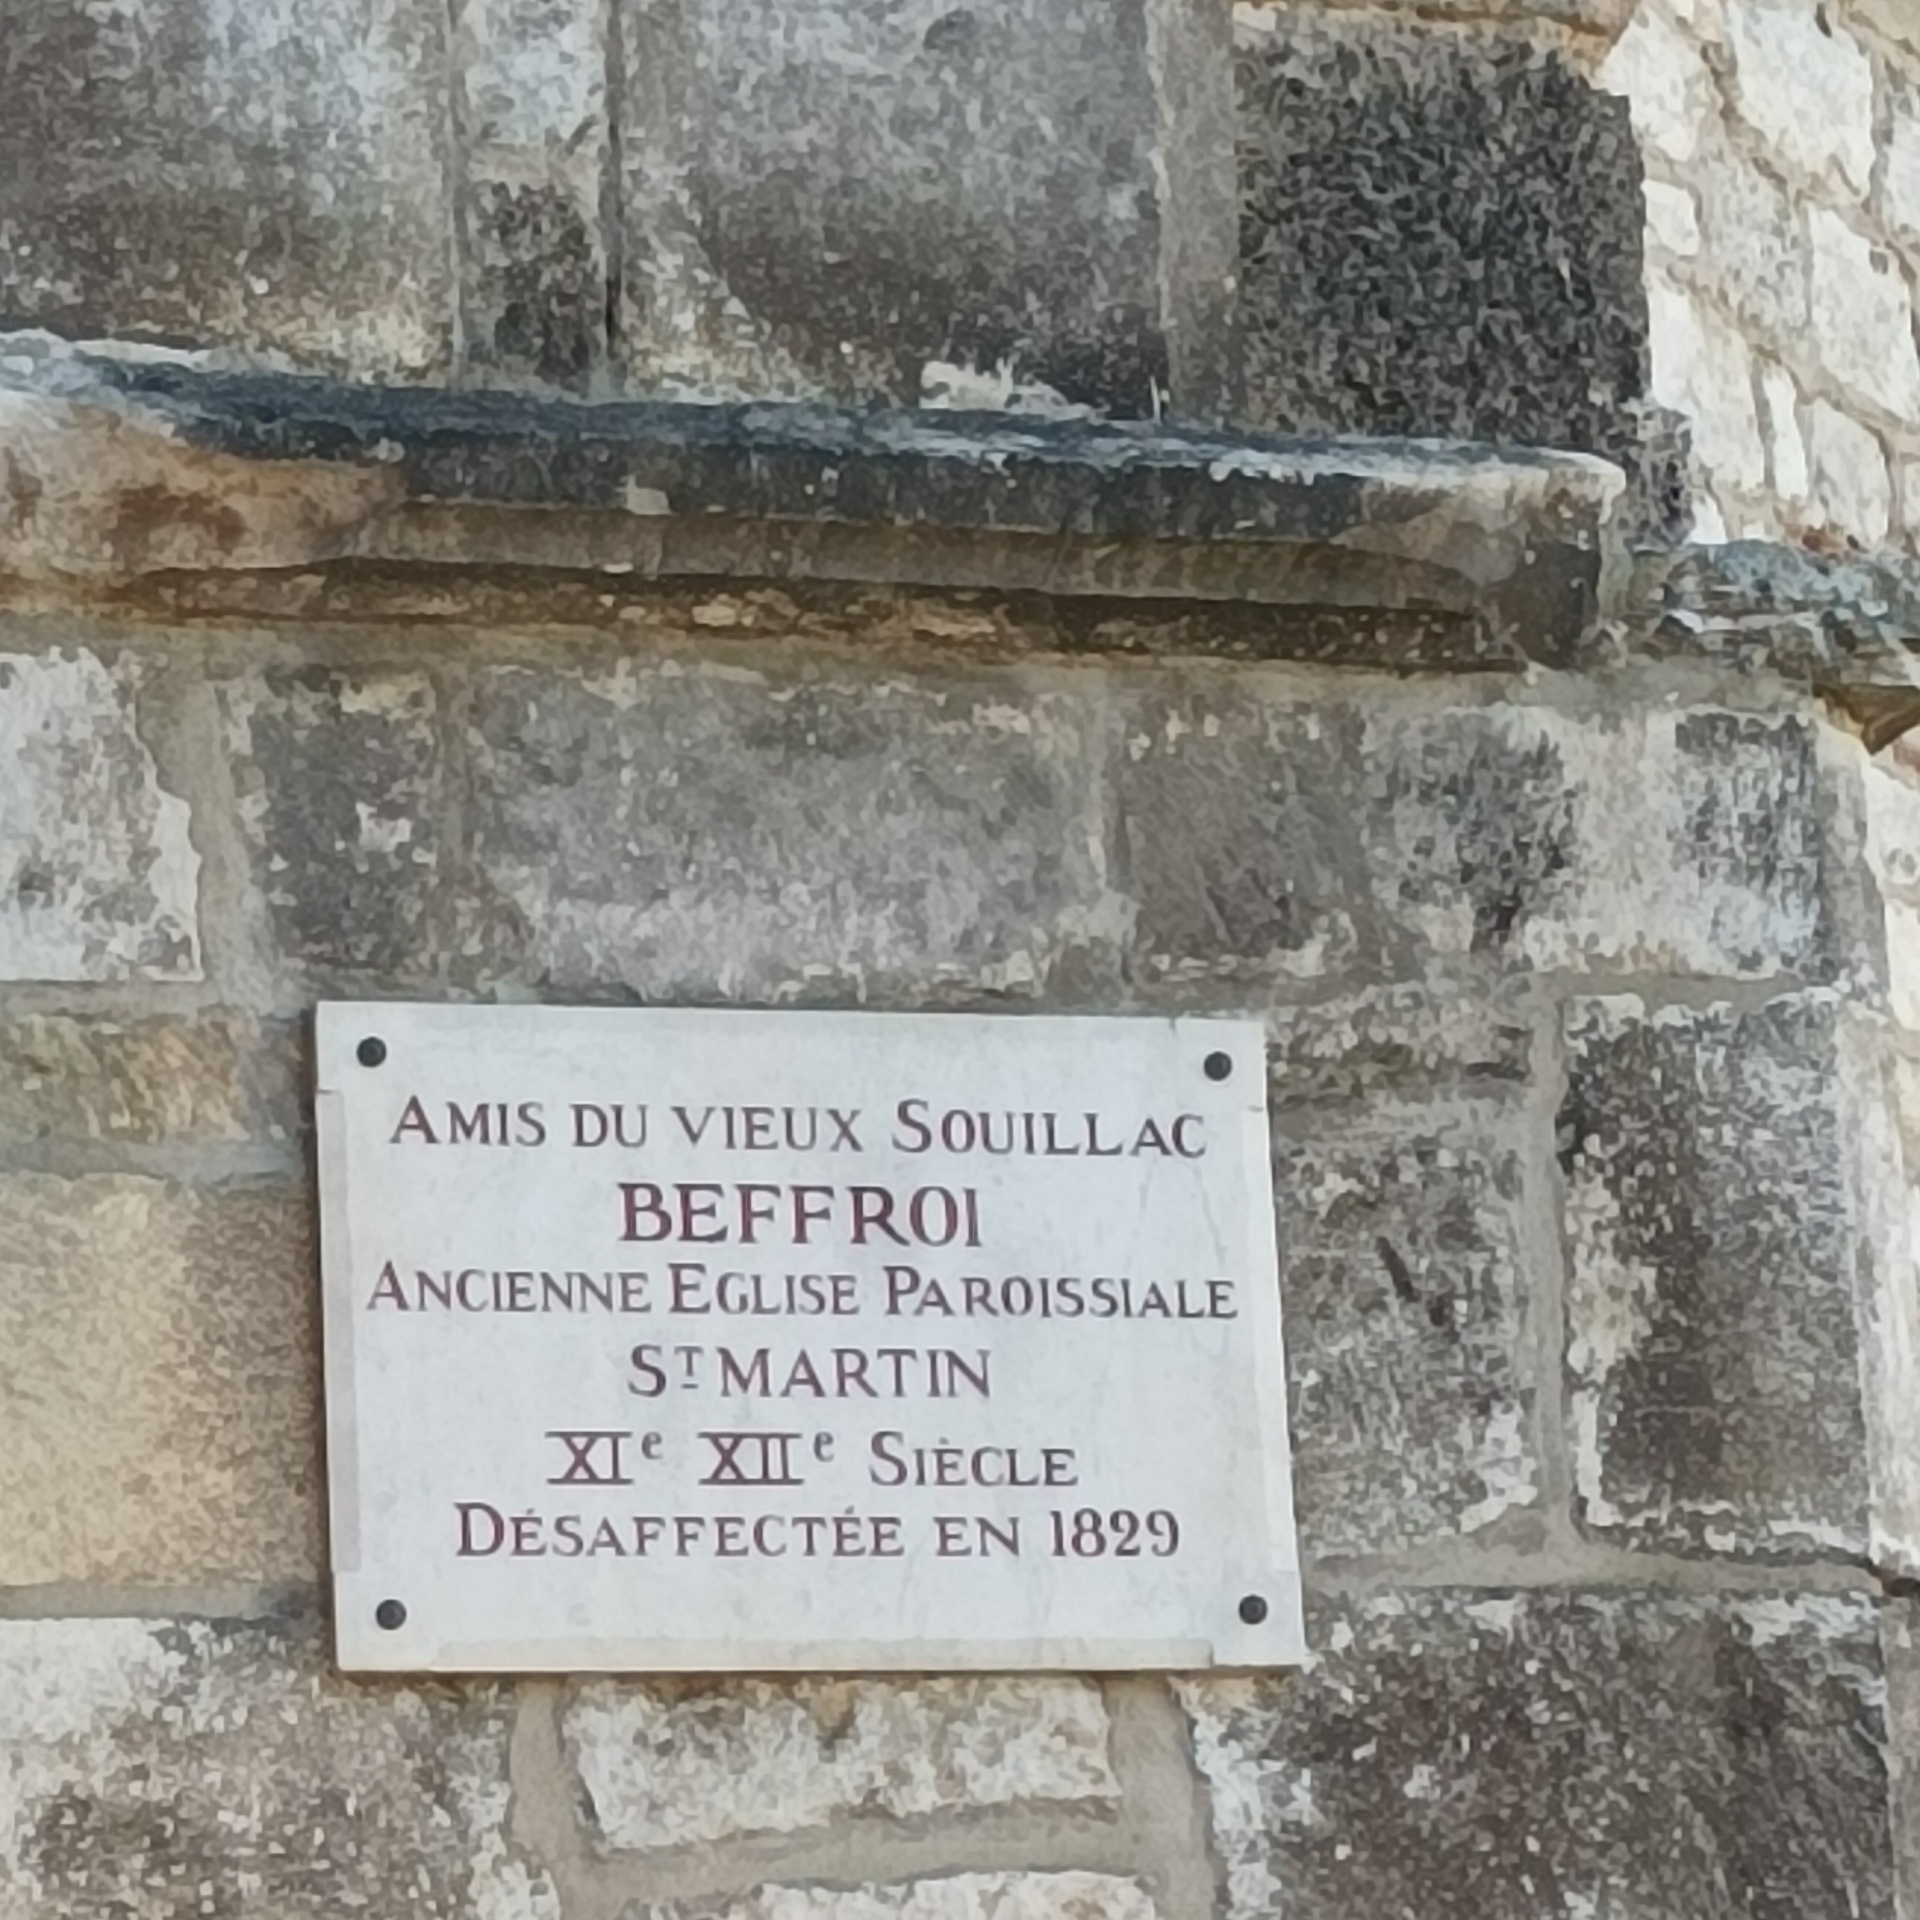 AMIS DU VIEUX SOUILLAC
BEFFROI
ANCIENNE EGLISE PAROISSIALE
ST MARTIN
XIe XIIe SIÈCLE
DÉSAFFECTÉE EN 1829